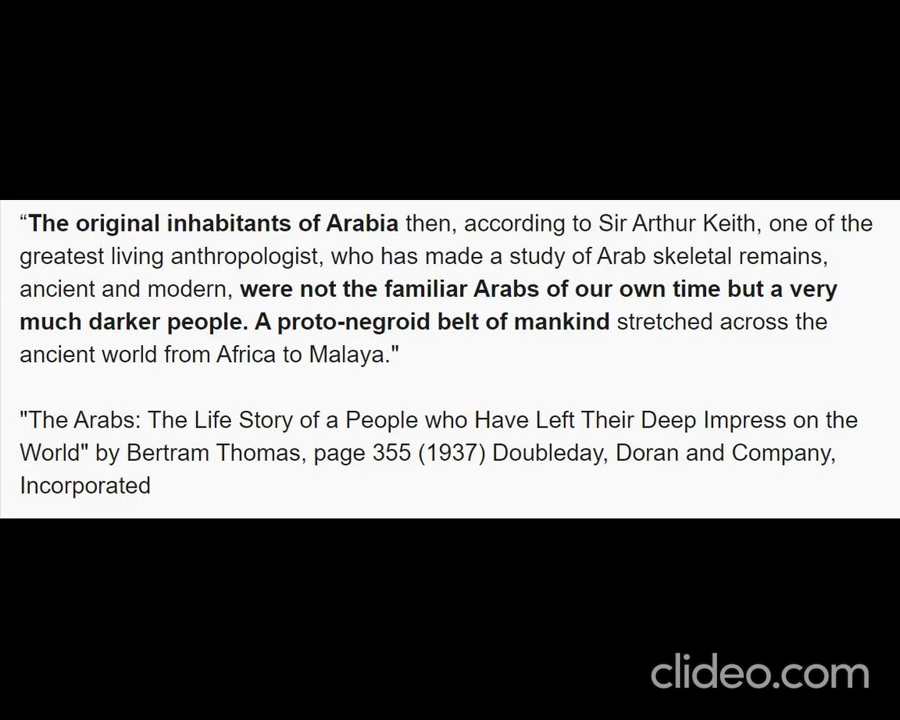 “The original inhabitants of Arabia then, according to Sir Arthur Keith, one of the
greatest living anthropologist, who has made a study of Arab skeletal remains,
ancient and modern, were not the familiar Arabs of our own time but a very
much darker people. A proto-negroid belt of mankind stretched across the
ancient world from Africa to Malaya."
"The Arabs: The Life Story of a People who Have Left Their Deep Impress on the
World" by Bertram Thomas, page 355 (1937) Doubleday, Doran and Company,
Incorporated
clideo.com